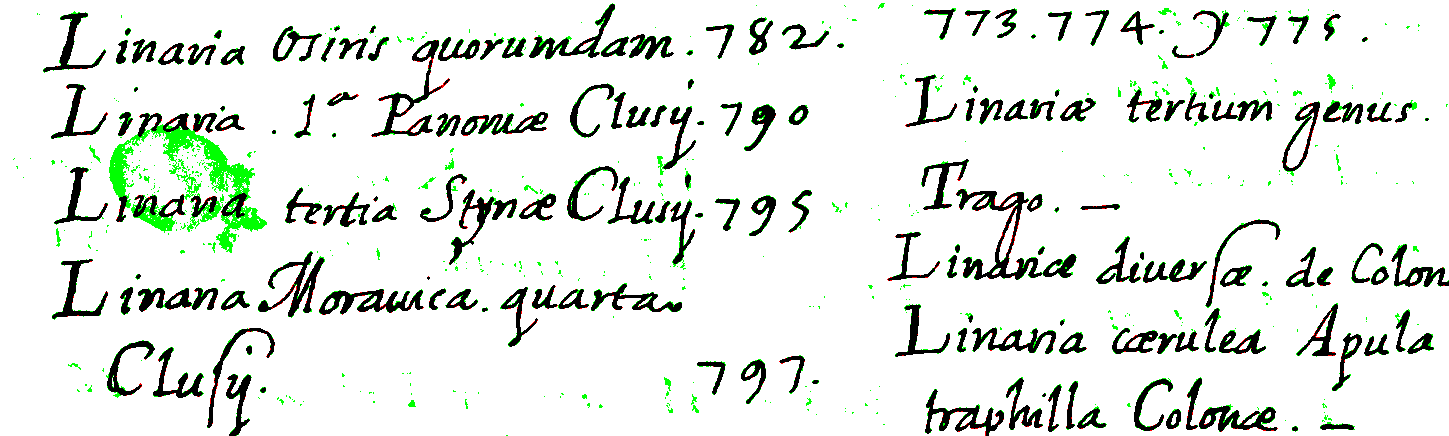 Linaria Osiris quorumdam. 782.
Linaria. 1.ª Panoniæ Clusij. 790
Linaria tertia Styriæ Clusij. 795
Linaria Morauica. quarta.
Cluſij. 797.
773. 774. & 775.
Linariæ tertium genus.
Trago. —
Linariæ diuerſæ. de Colon
Linaria cærulea Apula
traphilla Colonæ. —